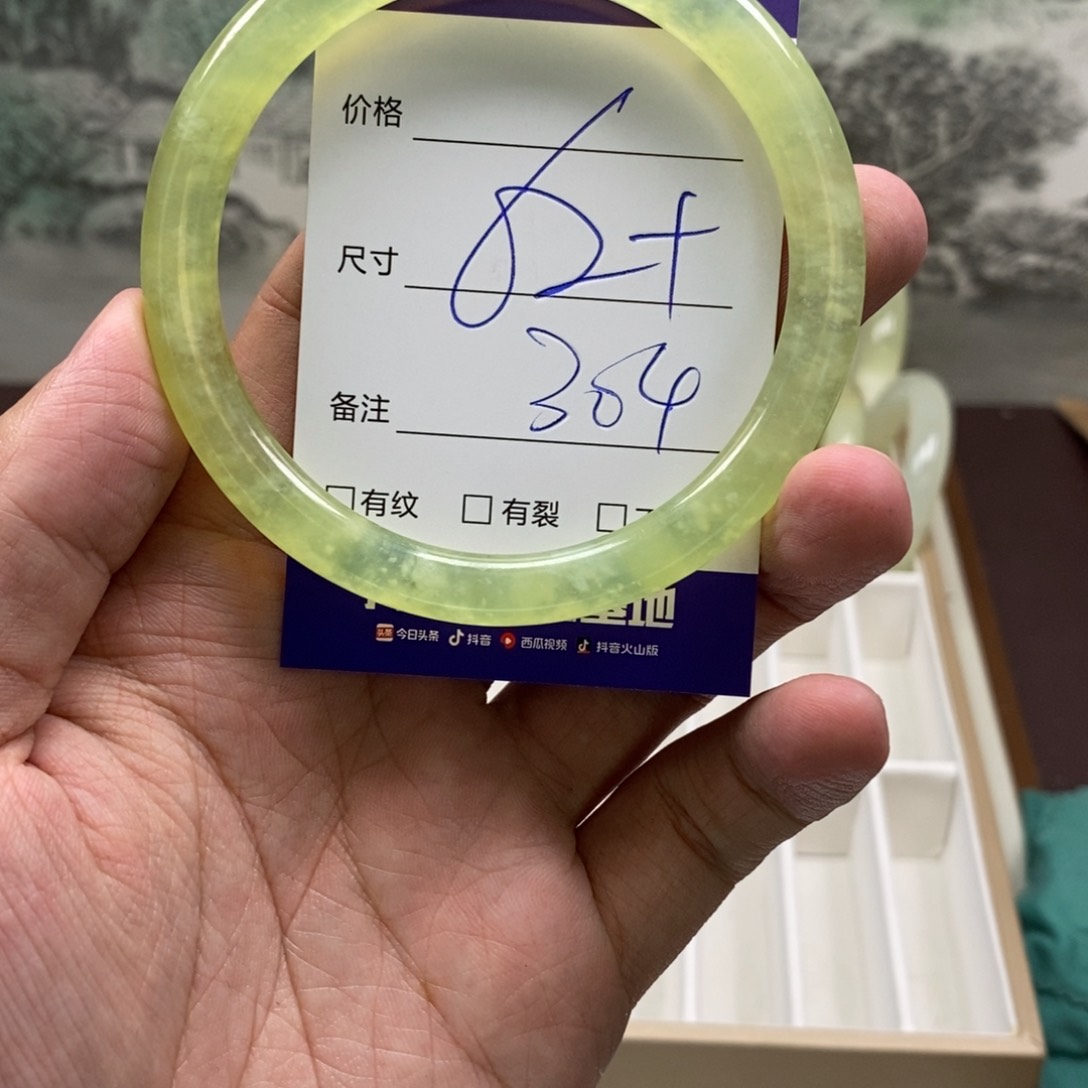 价格
尺寸 62+
304
备注
有纹 有裂
今日头条 抖音 西瓜视频 抖音火山版